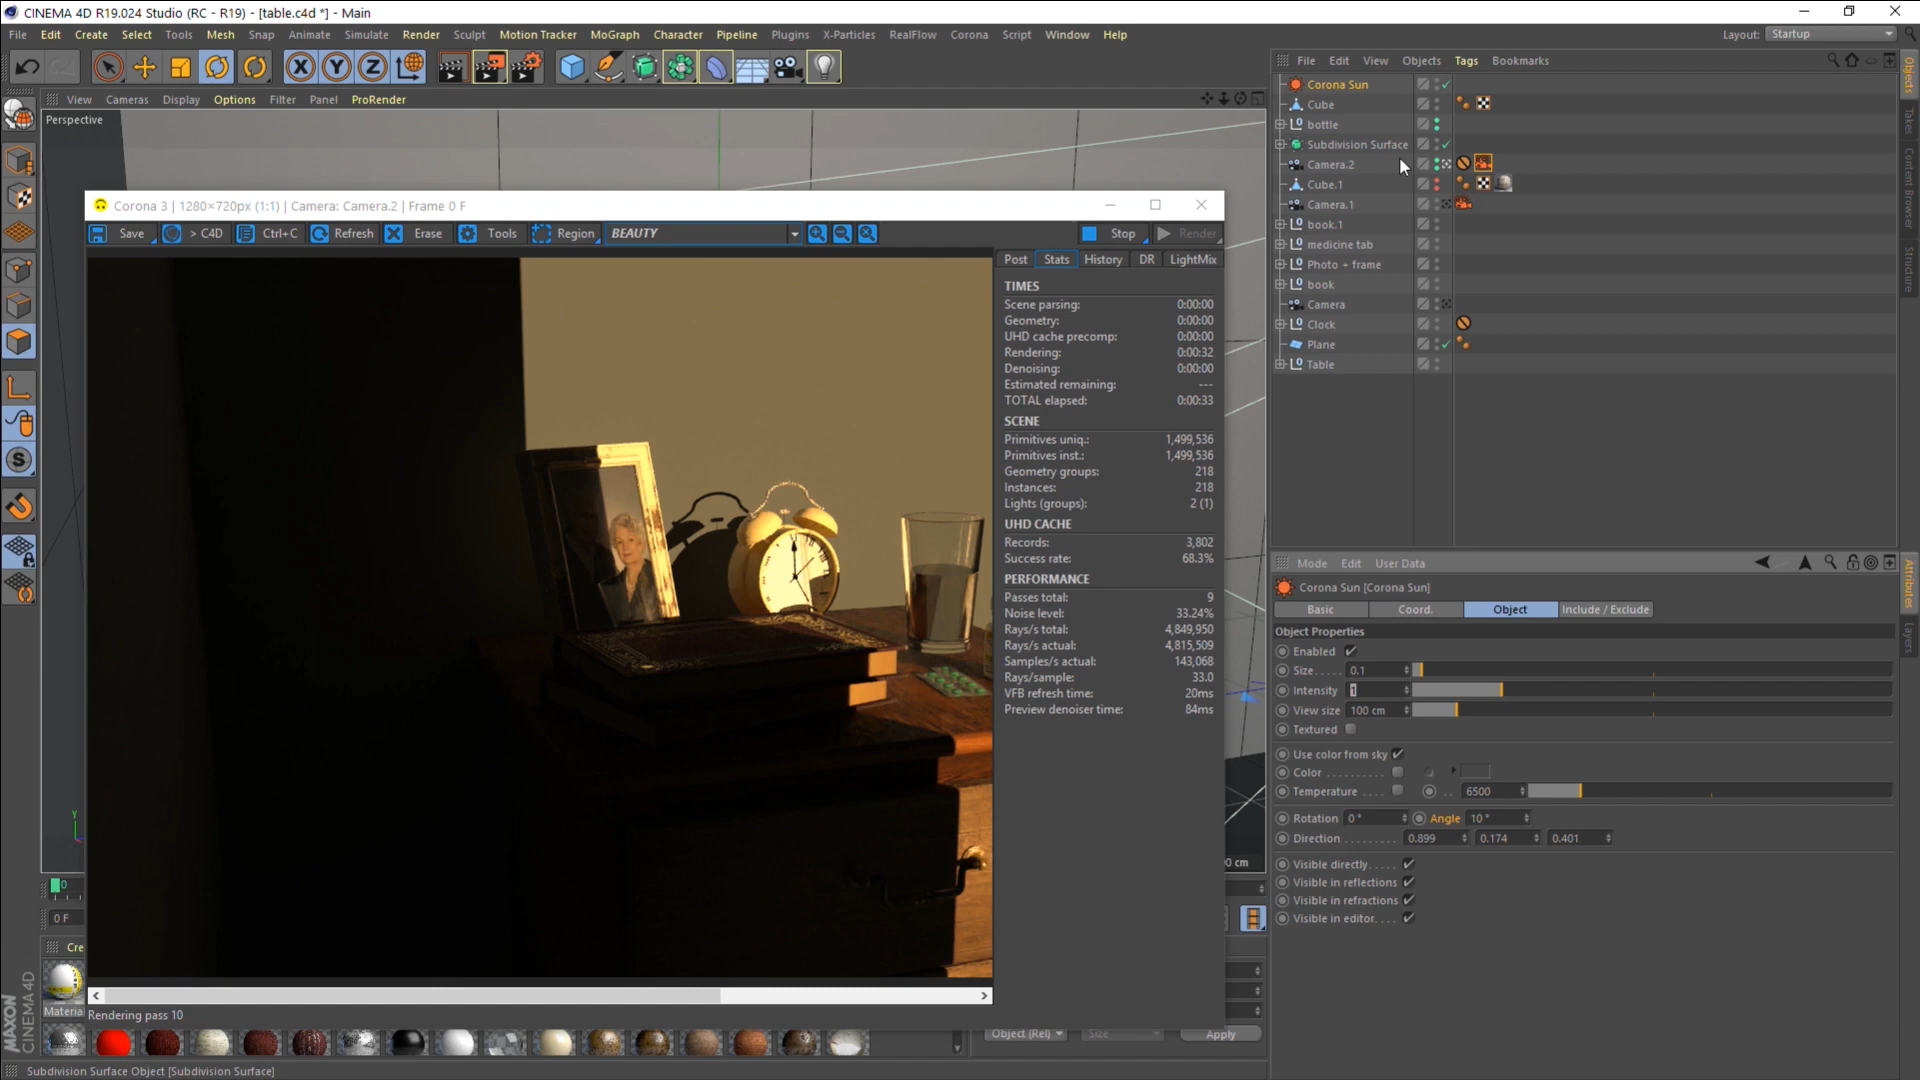 CINEMA 4D R19.024 Studio (RC - R19) - [table.c4d *] - Main
File Edit Create Select Tools Mesh Snap Animate Simulate Render Sculpt Motion Tracker MoGraph Character Pipeline Plugins X-Particles RealFlow Corona Script Window Help
Layout: Startup
File Edit View Objects Tags Bookmarks
View Cameras Display Options Filter Panel ProRender
Perspective
Corona Sun
Cube
bottle
Subdivision Surface
Camera.2
Cube.1
Camera.1
book.1
medicine tab
Photo + frame
book
Camera
Clock
Plane
Table
Objects
Takes
Content Browser
Structure
Corona 3 | 1280×720px (1:1) | Camera: Camera.2 | Frame 0 F
Save > C4D Ctrl+C Refresh Erase Tools Region BEAUTY Stop Render
Post Stats History DR LightMix
TIMES
Scene parsing: 0:00:00
Geometry: 0:00:00
UHD cache precomp: 0:00:00
Rendering: 0:00:32
Denoising: 0:00:00
Estimated remaining: ---
TOTAL elapsed: 0:00:33
SCENE
Primitives uniq.: 1,499,536
Primitives inst.: 1,499,536
Geometry groups: 218
Instances: 218
Lights (groups): 2 (1)
UHD CACHE
Records: 3,802
Success rate: 68.3%
PERFORMANCE
Passes total: 9
Noise level: 33.24%
Rays/s total: 4,849,950
Rays/s actual: 4,815,509
Samples/s actual: 143,068
Rays/sample: 33.0
VFB refresh time: 20ms
Preview denoiser time: 84ms
Mode Edit User Data
Corona Sun [Corona Sun]
Basic Coord. Object Include / Exclude
Object Properties
Enabled
Size..... 0.1
Intensity 1
View size 100 cm
Textured
Use color from sky
Color ..........
Temperature .... 6500
Rotation 0° Angle 10°
Direction......... 0.899 0.174 0.401
Visible directly.....
Visible in reflections
Visible in refractions
Visible in editor....
Attributes
Layers
Y
0 cm
0
0 F
Cre
Materia
Rendering pass 10
Object (Rel) Size Apply
MAXON
CINEMA 4D
Subdivision Surface Object [Subdivision Surface]